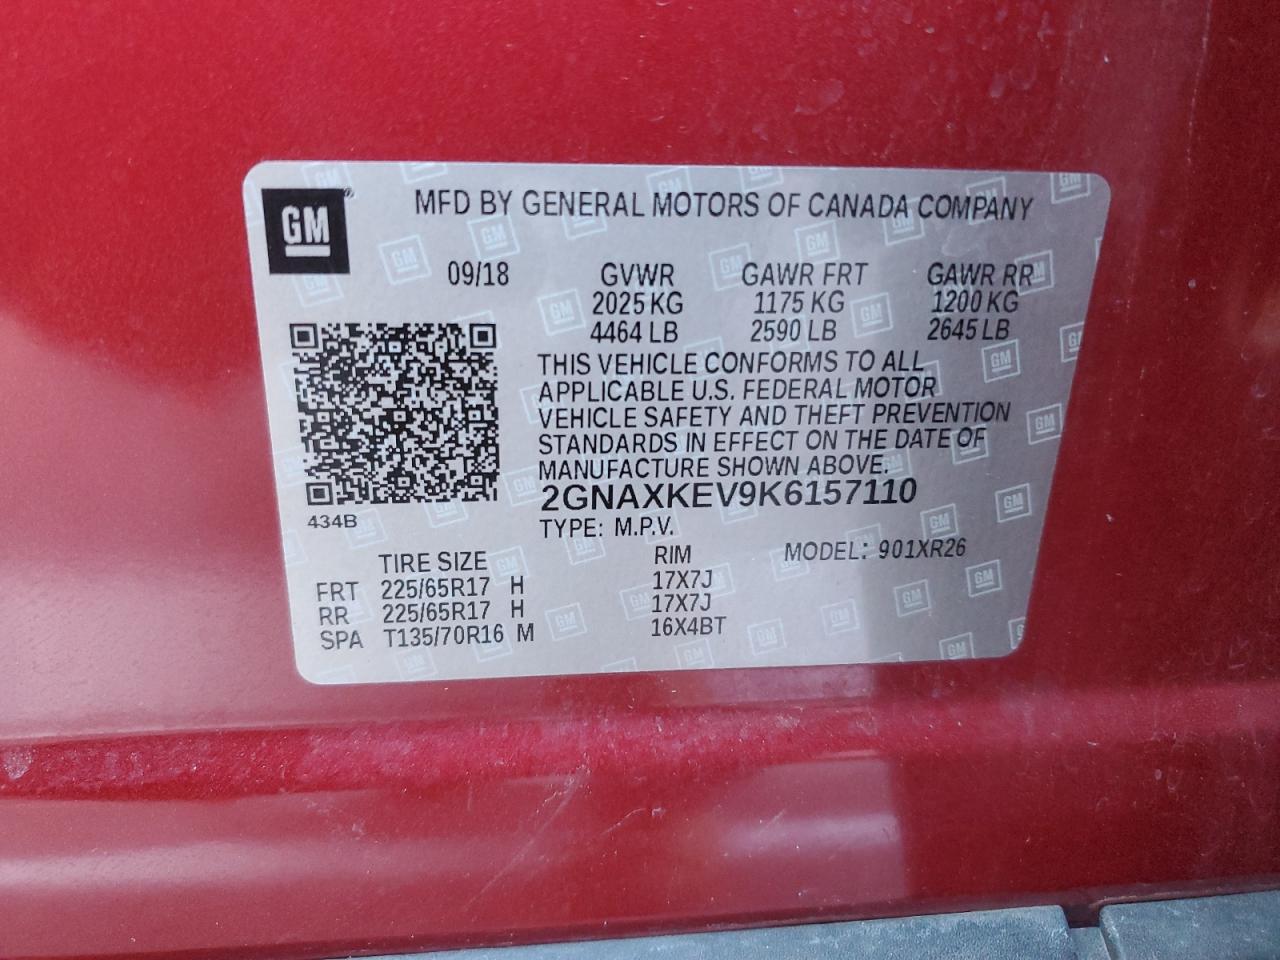 GM
MFD BY GENERAL MOTORS OF CANADA COMPANY
09/18 GVWR GAWR FRT GAWR RR
2025 KG 1175 KG 1200 KG
4464 LB 2590 LB 2645 LB
THIS VEHICLE CONFORMS TO ALL
APPLICABLE U.S. FEDERAL MOTOR
VEHICLE SAFETY AND THEFT PREVENTION
STANDARDS IN EFFECT ON THE DATE OF
MANUFACTURE SHOWN ABOVE.
2GNAXKEV9K6157110
434B
TYPE: M.P.V.
TIRE SIZE RIM MODEL: 901XR26
FRT 225/65R17 H 17X7J
RR 225/65R17 H 17X7J
SPA T135/70R16 M 16X4BT